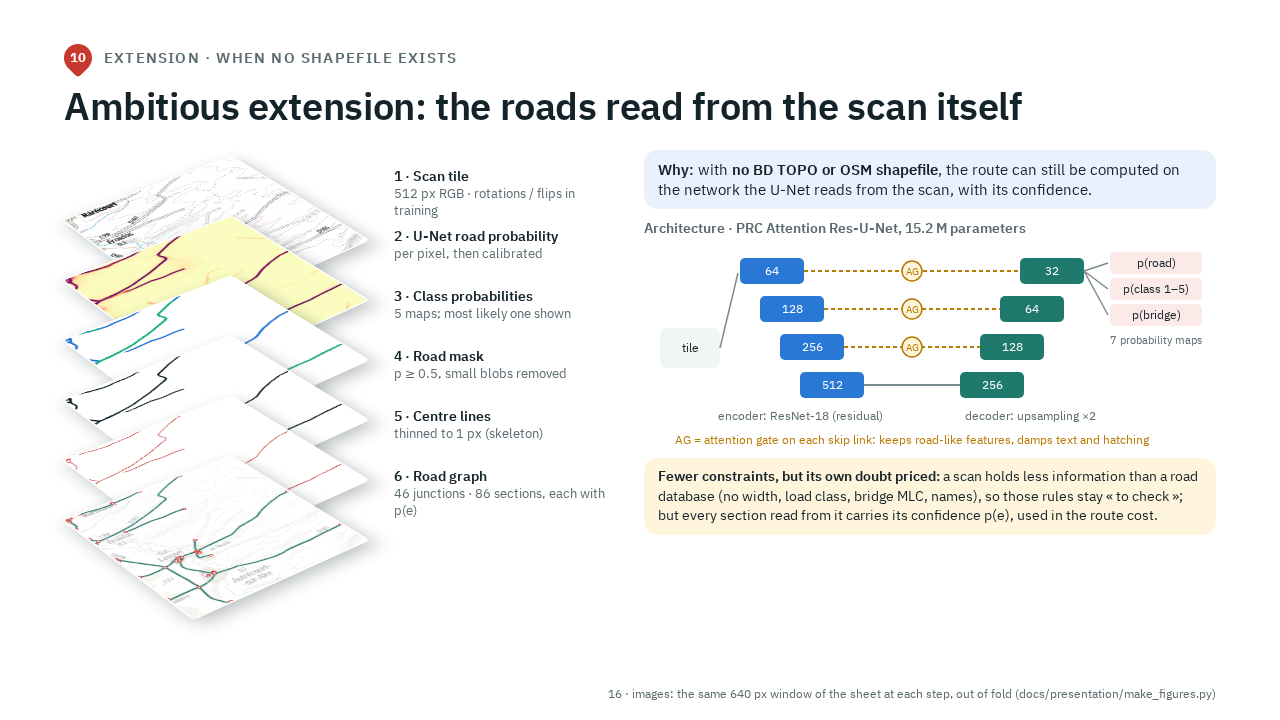 10
EXTENSION · WHEN NO SHAPEFILE EXISTS
Ambitious extension: the roads read from the scan itself
Rarécourt
Froidos
1 · Scan tile
512 px RGB · rotations / flips in
training
2 · U-Net road probability
per pixel, then calibrated
3 · Class probabilities
5 maps; most likely one shown
4 · Road mask
p ≥ 0.5, small blobs removed
5 · Centre lines
thinned to 1 px (skeleton)
6 · Road graph
46 junctions · 86 sections, each with
p(e)
Autrécourt-
sur-Aire
Why: with no BD TOPO or OSM shapefile, the route can still be computed on
the network the U-Net reads from the scan, with its confidence.
Architecture · PRC Attention Res-U-Net, 15.2 M parameters
64
AG
32
p(road)
p(class 1–5)
p(bridge)
7 probability maps
128
64
tile
256
AG
128
512
256
encoder: ResNet-18 (residual)
decoder: upsampling ×2
AG
AG = attention gate on each skip link: keeps road-like features, damps text and hatching
Fewer constraints, but its own doubt priced: a scan holds less information than a road
database (no width, load class, bridge MLC, names), so those rules stay « to check »;
but every section read from it carries its confidence p(e), used in the route cost.
16 · images: the same 640 px window of the sheet at each step, out of fold (docs/presentation/make_figures.py)